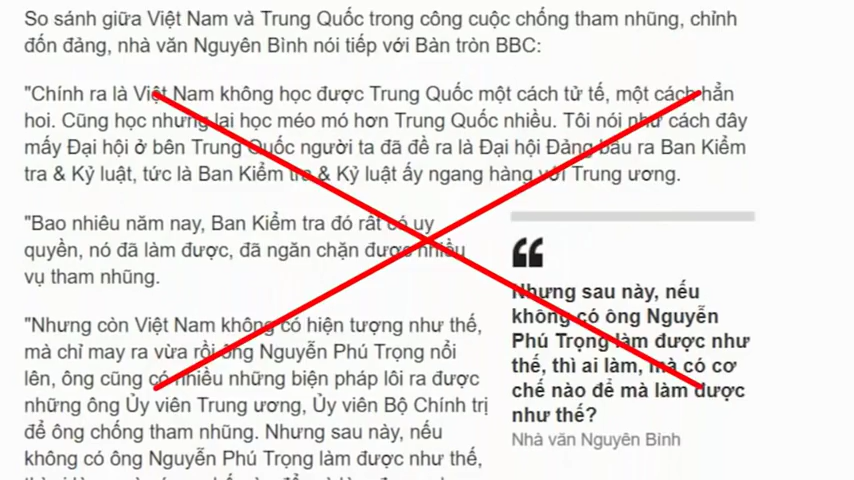 So sánh giữa Việt Nam và Trung Quốc trong công cuộc chống tham nhũng, chỉnh
đốn đảng, nhà văn Nguyên Bình nói tiếp với Bàn tròn BBC:
"Chính ra là Việt Nam không học được Trung Quốc một cách tử tế, một cách hẳn
hoi. Cũng học nhưng lại học méo mó hơn Trung Quốc nhiều. Tôi nói như cách đây
mấy Đại hội ở bên Trung Quốc người ta đã đề ra là Đại hội Đảng bầu ra Ban Kiểm
tra & Kỷ luật, tức là Ban Kiểm tra & Kỷ luật ấy ngang hàng với Trung ương.
"Bao nhiêu năm nay, Ban Kiểm tra đó rất có uy
quyền, nó đã làm được, đã ngăn chặn được nhiều
vụ tham nhũng.
"Nhưng còn Việt Nam không có hiện tượng như thế,
mà chỉ may ra vừa rồi ông Nguyễn Phú Trọng nổi
lên, ông cũng có nhiều những biện pháp lôi ra được
những ông Ủy viên Trung ương, Ủy viên Bộ Chính trị
để ông chống tham nhũng. Nhưng sau này, nếu
không có ông Nguyễn Phú Trọng làm được như thế,
Nhưng sau này, nếu
không có ông Nguyễn
Phú Trọng làm được như
thế, thì ai làm, mà có cơ
chế nào để mà làm được
như thế?
Nhà văn Nguyên Bình